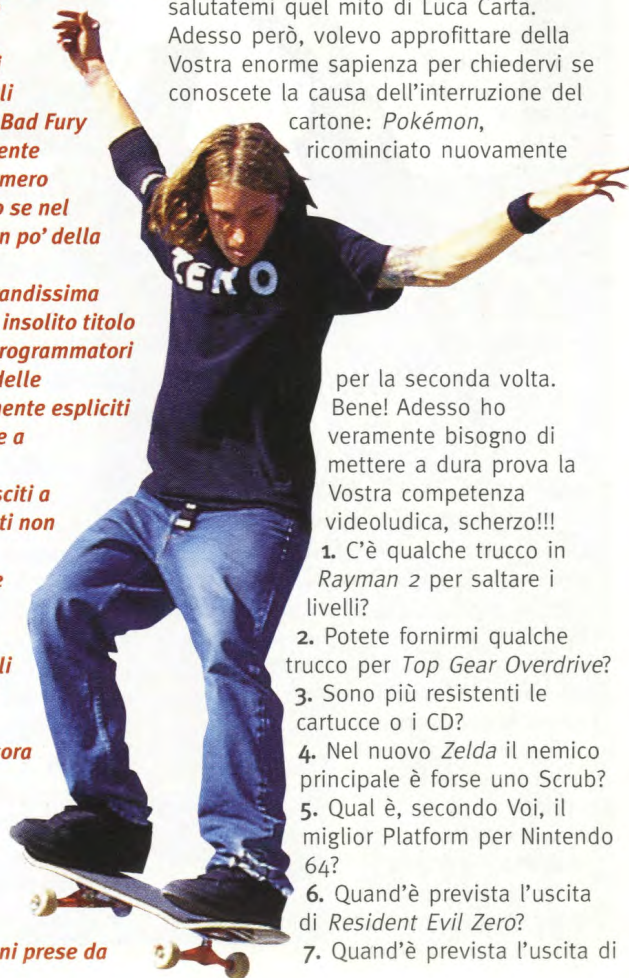 li
Bad Fury
ente
mero
o se nel
n po' della
andissima
insolito titolo
rogrammatori
delle
ente espliciti
e a
sciti a
ti non
e
li
ora
ni prese da
salutatemi quel mito di Luca Carta.
Adesso però, volevo approfittare della
Vostra enorme sapienza per chiedervi se
conoscete la causa dell'interruzione del
cartone: Pokémon,
ricominciato nuovamente
per la seconda volta.
Bene! Adesso ho
veramente bisogno di
mettere a dura prova la
Vostra competenza
videoludica, scherzo!!!
1. C'è qualche trucco in
Rayman 2 per saltare i
livelli?
2. Potete fornirmi qualche
trucco per Top Gear Overdrive?
3. Sono più resistenti le
cartucce o i CD?
4. Nel nuovo Zelda il nemico
principale è forse uno Scrub?
5. Qual è, secondo Voi, il
miglior Platform per Nintendo
64?
6. Quand'è prevista l'uscita
di Resident Evil Zero?
7. Quand'è prevista l'uscita di
ZERO